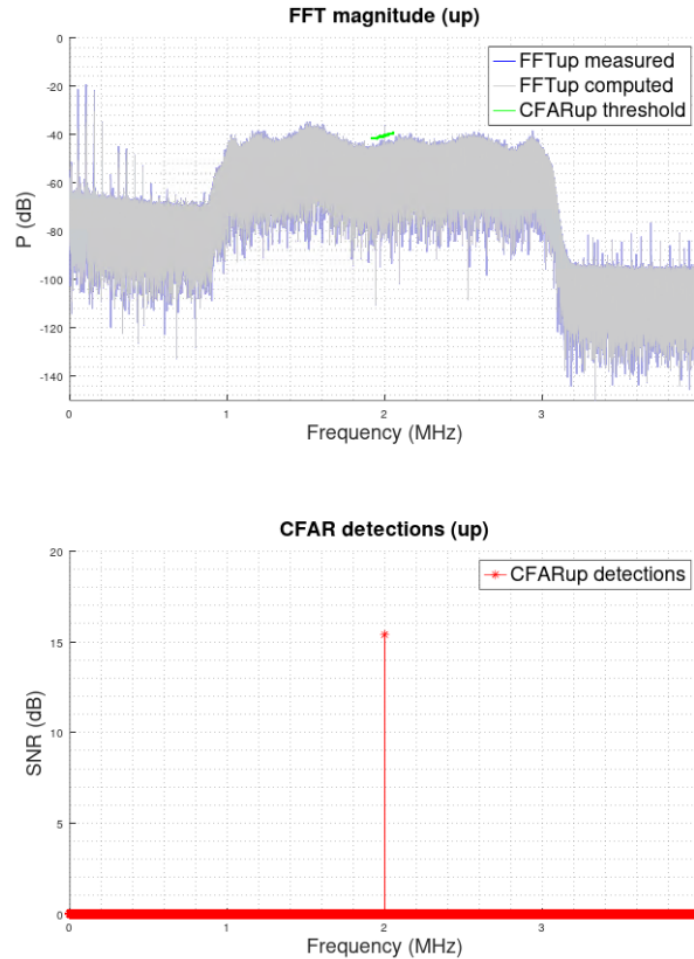 FFT magnitude (up)
0
-20
-40
-60
-80
-100
-120
-140
P (dB)
FFTup measured
FFTup computed
CFARup threshold
0
1
2
3
Frequency (MHz)
CFAR detections (up)
20
15
10
5
0
SNR (dB)
CFARup detections
0
1
2
3
Frequency (MHz)